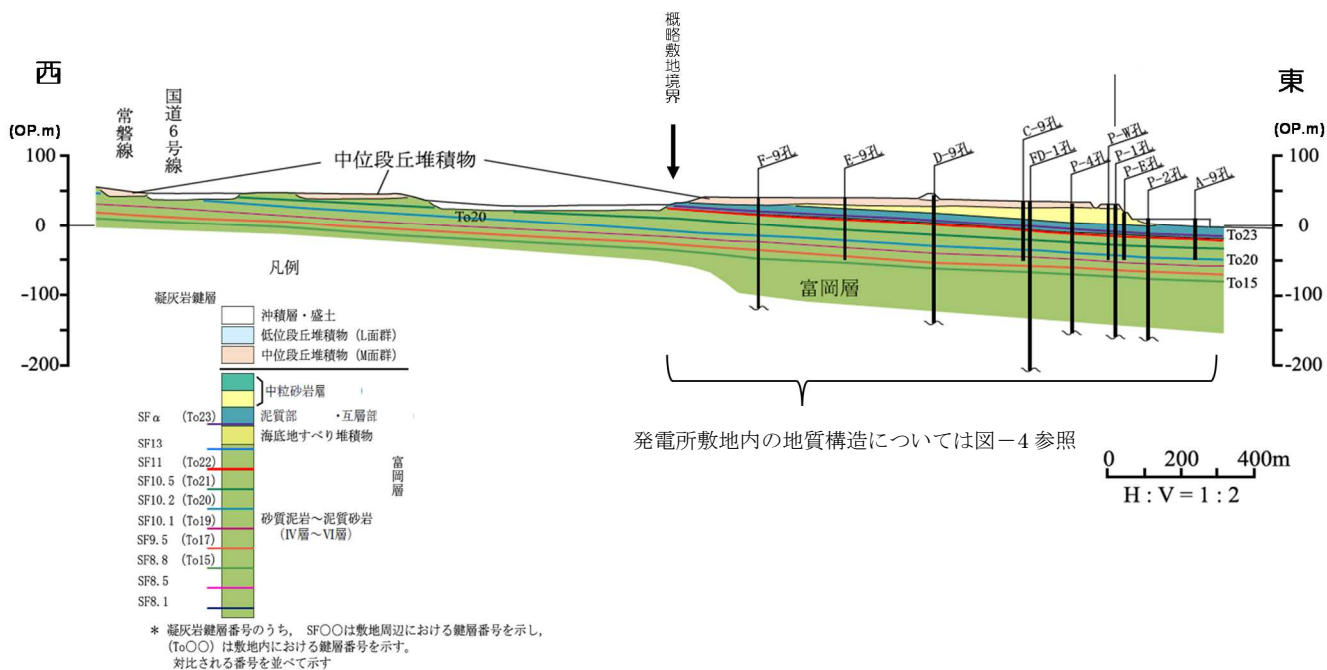 概略敷地境界
西
東
(OP.m)
(OP.m)
常磐線
国道6号線
中位段丘堆積物
F-9孔
E-9孔
D-9孔
C-9孔
FD-1孔
P-4孔
P-W孔
P-1孔
P-E孔
P-2孔
A-9孔
100
0
-100
-200
100
0
-100
-200
To20
To23
To20
To15
富岡層
凡例
凝灰岩鍵層
沖積層・盛土
低位段丘堆積物 (L面群)
中位段丘堆積物 (M面群)
中粒砂岩層
SFα (To23) 泥質部 ・互層部
海底地すべり堆積物
SF13
SF11 (To22)
SF10.5 (To21)
SF10.2 (To20)
SF10.1 (To19) 砂質泥岩~泥質砂岩
(Ⅳ層~Ⅵ層)
SF9.5 (To17)
SF8.8 (To15)
SF8.5
SF8.1
富岡層
* 凝灰岩鍵層番号のうち, SF○○は敷地周辺における鍵層番号を示し,
(To○○) は敷地内における鍵層番号を示す。
対比される番号を並べて示す
発電所敷地内の地質構造については図-4参照
0 200 400m
H : V = 1 : 2